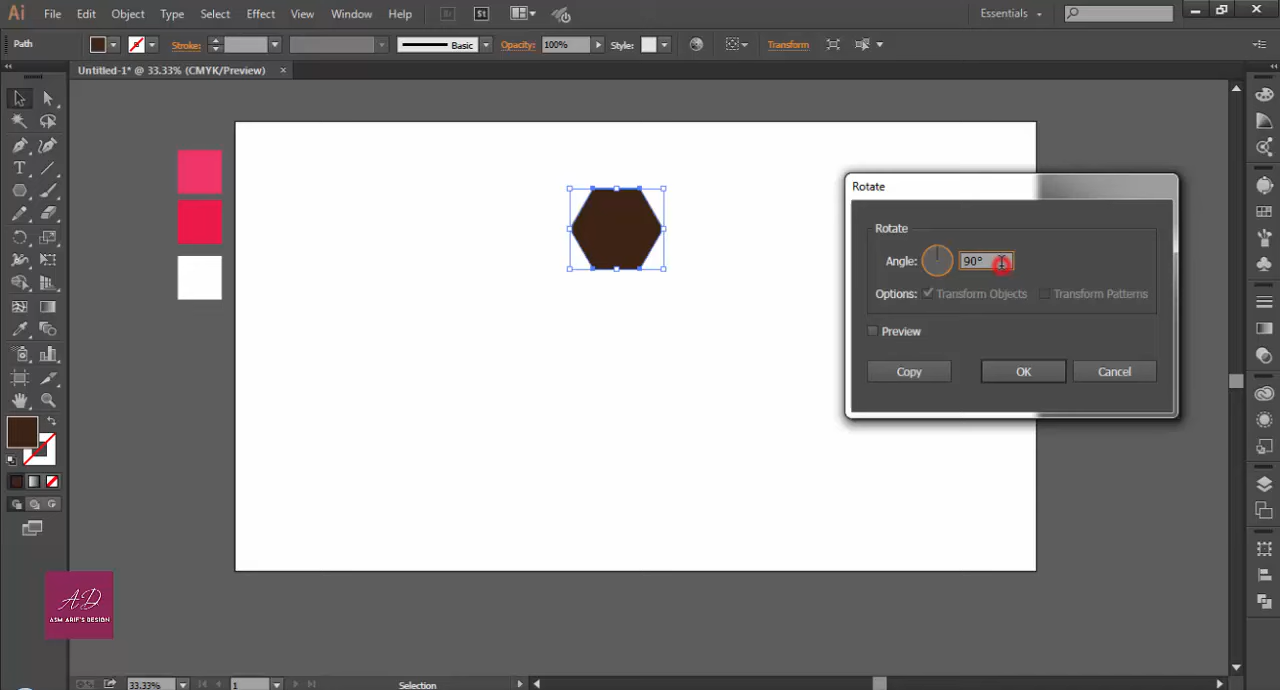 Ai File Edit Object Type Select Effect View Window Help Br St Essentials
Path Stroke: Basic Opacity: 100% Style: Transform
Untitled-1* @ 33.33% (CMYK/Preview) ×
Rotate
Rotate
Angle: 90°
Options: Transform Objects Transform Patterns
Preview
Copy OK Cancel
AD
ASM ARIF'S DESIGN
33.33% 1 Selection